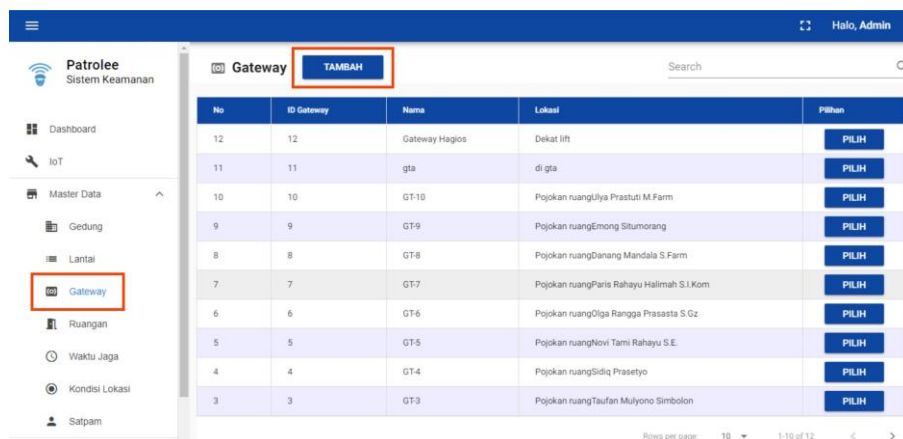 Halo, Admin
Patrolee
Sistem Keamanan
Dashboard
IoT
Master Data
Gedung
Lantai
Gateway
Ruangan
Waktu Jaga
Kondisi Lokasi
Satpam
Gateway
TAMBAH
Search
No ID Gateway Nama Lokasi Pilihan
12 12 Gateway Hagios Dekat lift PILIH
11 11 gta di gta PILIH
10 10 GT-10 Pojokan ruangUlya Prastuti M.Farm PILIH
9 9 GT-9 Pojokan ruangEmong Situmorang PILIH
8 8 GT-8 Pojokan ruangDanang Mandala S.Farm PILIH
7 7 GT-7 Pojokan ruangParis Rahayu Halimah S.I.Kom PILIH
6 6 GT-6 Pojokan ruangOlga Rangga Prasasta S.Gz PILIH
5 5 GT-5 Pojokan ruangNovi Tami Rahayu S.E. PILIH
4 4 GT-4 Pojokan ruangSidiq Prasetyo PILIH
3 3 GT-3 Pojokan ruangTaufan Mulyono Simbolon PILIH
Rows per page: 10 1-10 of 12